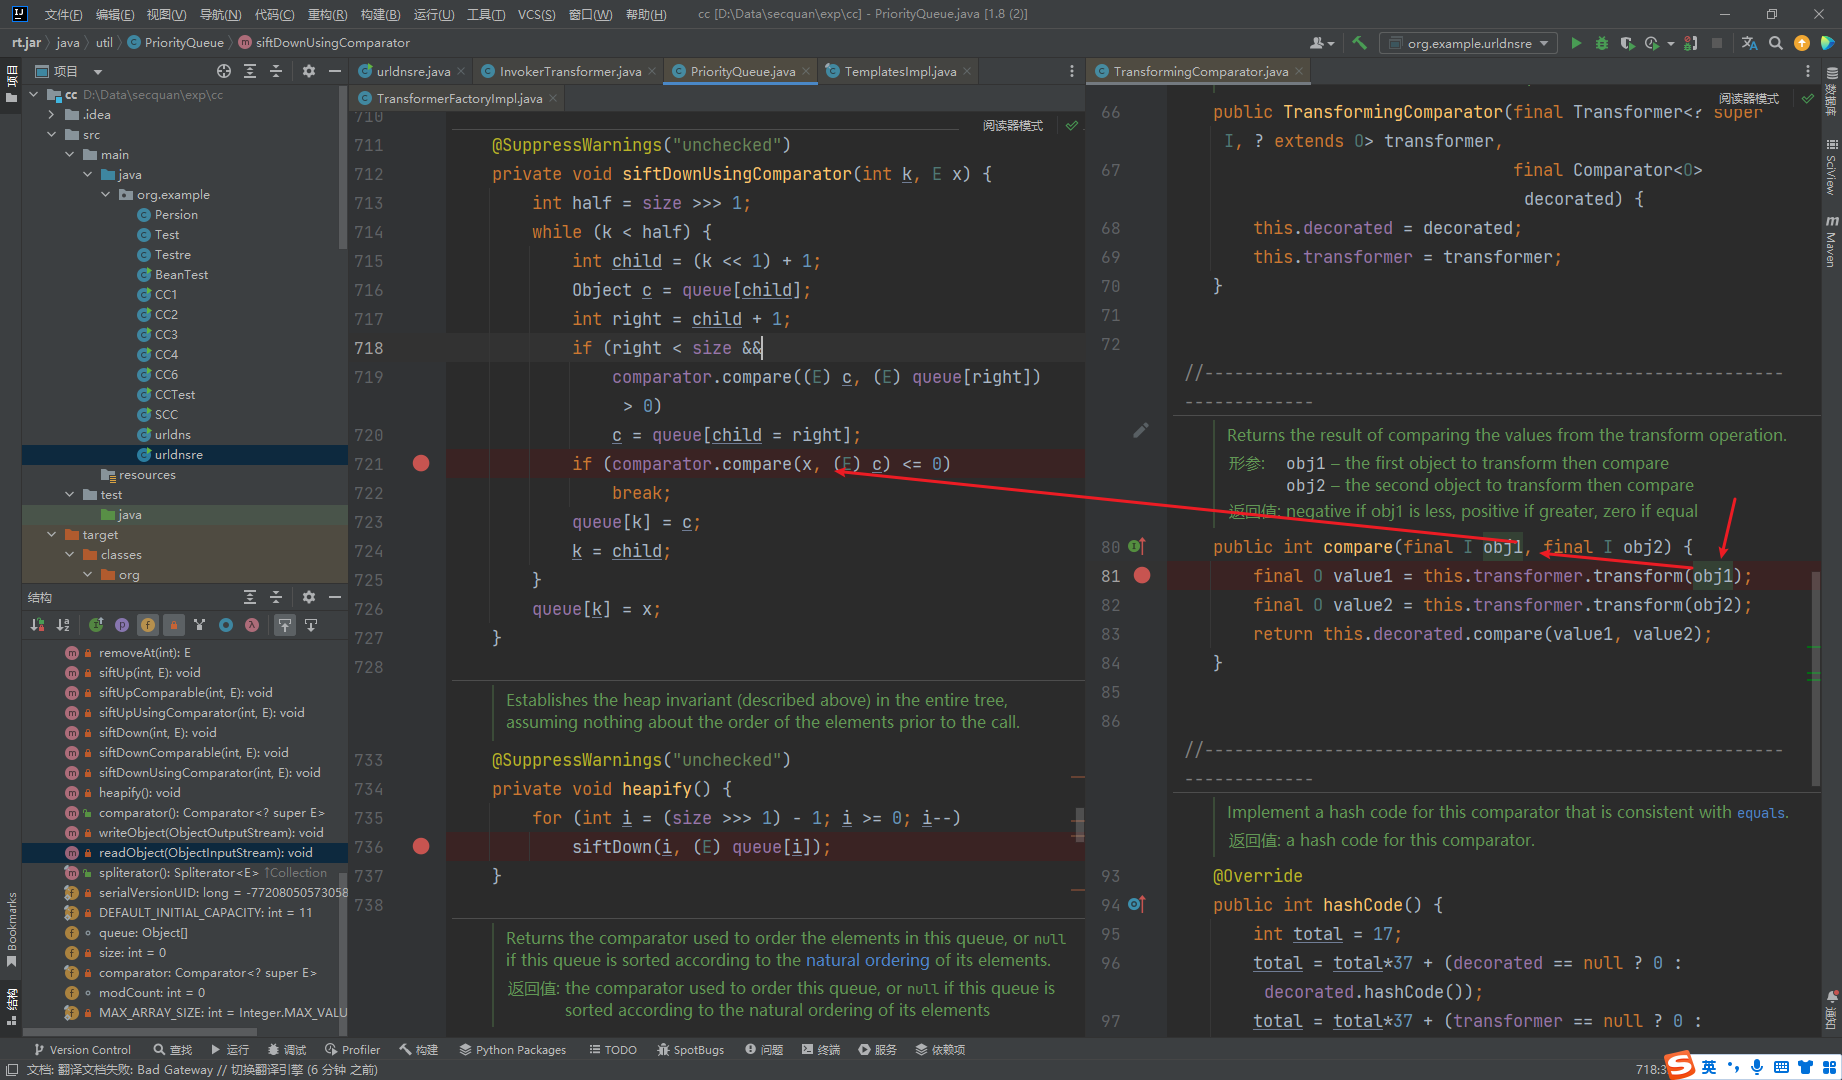 文件(F) 编辑(E) 视图(V) 导航(N) 代码(C) 重构(R) 构建(B) 运行(U) 工具(T) VCS(S) 窗口(W) 帮助(H) cc [D:\Data\secquan\exp\cc] - PriorityQueue.java [1.8 (2)]
rt.jar java util PriorityQueue siftDownUsingComparator
org.example.urldnsre
项目
项目
cc D:\Data\secquan\exp\cc
.idea
src
main
java
org.example
Persion
Test
Testre
BeanTest
CC1
CC2
CC3
CC4
CC6
CCTest
SCC
urldns
urldnsre
resources
test
java
target
classes
org
结构
removeAt(int): E
siftUp(int, E): void
siftUpComparable(int, E): void
siftUpUsingComparator(int, E): void
siftDown(int, E): void
siftDownComparable(int, E): void
siftDownUsingComparator(int, E): void
heapify(): void
comparator(): Comparator<? super E>
writeObject(ObjectOutputStream): void
readObject(ObjectInputStream): void
spliterator(): Spliterator<E> ↑Collection
serialVersionUID: long = -77208050573058
DEFAULT_INITIAL_CAPACITY: int = 11
queue: Object[]
size: int = 0
comparator: Comparator<? super E>
modCount: int = 0
MAX_ARRAY_SIZE: int = Integer.MAX_VALU
Bookmarks
结构
urldnsre.java InvokerTransformer.java PriorityQueue.java TemplatesImpl.java
TransformerFactoryImpl.java
阅读器模式
710
711 @SuppressWarnings("unchecked")
712 private void siftDownUsingComparator(int k, E x) {
713 int half = size >>> 1;
714 while (k < half) {
715 int child = (k << 1) + 1;
716 Object c = queue[child];
717 int right = child + 1;
718 if (right < size &&
719 comparator.compare((E) c, (E) queue[right])
> 0)
720 c = queue[child = right];
721 if (comparator.compare(x, (E) c) <= 0)
722 break;
723 queue[k] = c;
724 k = child;
725 }
726 queue[k] = x;
727 }
728
Establishes the heap invariant (described above) in the entire tree,
assuming nothing about the order of the elements prior to the call.
733 @SuppressWarnings("unchecked")
734 private void heapify() {
735 for (int i = (size >>> 1) - 1; i >= 0; i--)
736 siftDown(i, (E) queue[i]);
737 }
738
Returns the comparator used to order the elements in this queue, or null
if this queue is sorted according to the natural ordering of its elements.
返回值: the comparator used to order this queue, or null if this queue is
sorted according to the natural ordering of its elements
TransformingComparator.java
阅读器模式
66 public TransformingComparator(final Transformer<? super
I, ? extends O> transformer,
67 final Comparator<O>
decorated) {
68 this.decorated = decorated;
69 this.transformer = transformer;
70 }
71
72
//----------------------------------------------------------
-------------
Returns the result of comparing the values from the transform operation.
形参: obj1 – the first object to transform then compare
obj2 – the second object to transform then compare
返回值: negative if obj1 is less, positive if greater, zero if equal
80 public int compare(final I obj1, final I obj2) {
81 final O value1 = this.transformer.transform(obj1);
82 final O value2 = this.transformer.transform(obj2);
83 return this.decorated.compare(value1, value2);
84 }
85
86
//----------------------------------------------------------
-------------
Implement a hash code for this comparator that is consistent with equals.
返回值: a hash code for this comparator.
93 @Override
94 public int hashCode() {
95 int total = 17;
96 total = total*37 + (decorated == null ? 0 :
decorated.hashCode());
97 total = total*37 + (transformer == null ? 0 :
数据库
SciView
Maven
通知
Version Control 查找 运行 调试 Profiler 构建 Python Packages TODO SpotBugs 问题 终端 服务 依赖项
文档: 翻译文档失败: Bad Gateway // 切换翻译引擎 (6 分钟 之前)
718:3
英